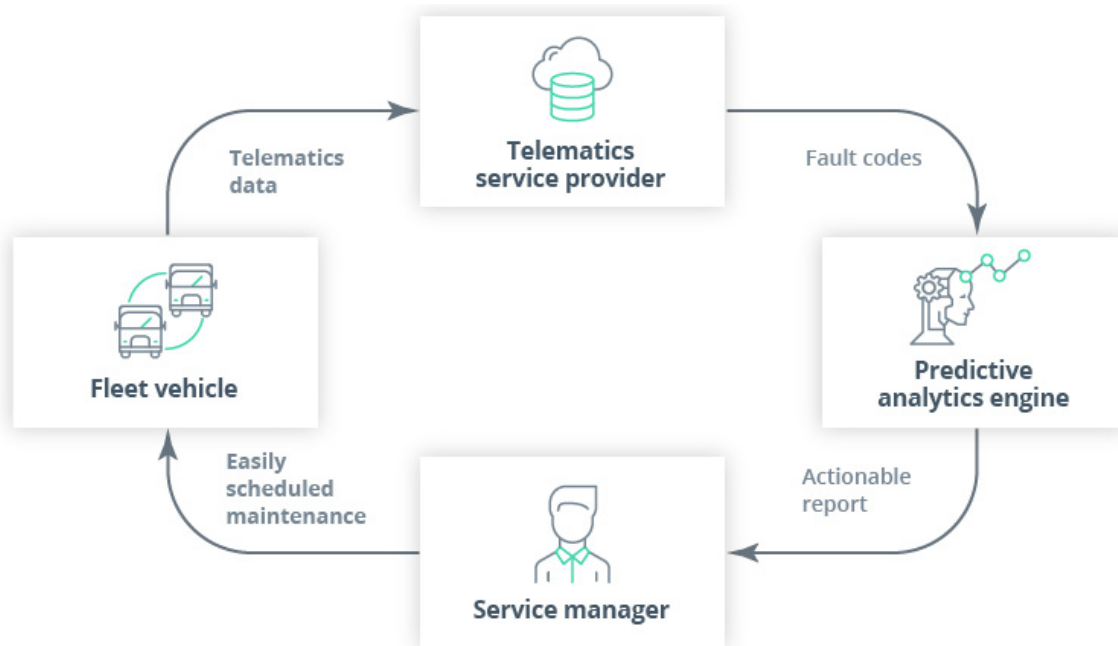 Telematics
service provider
Telematics
data
Fault codes
Fleet vehicle
Predictive
analytics engine
Easily
scheduled
maintenance
Actionable
report
Service manager